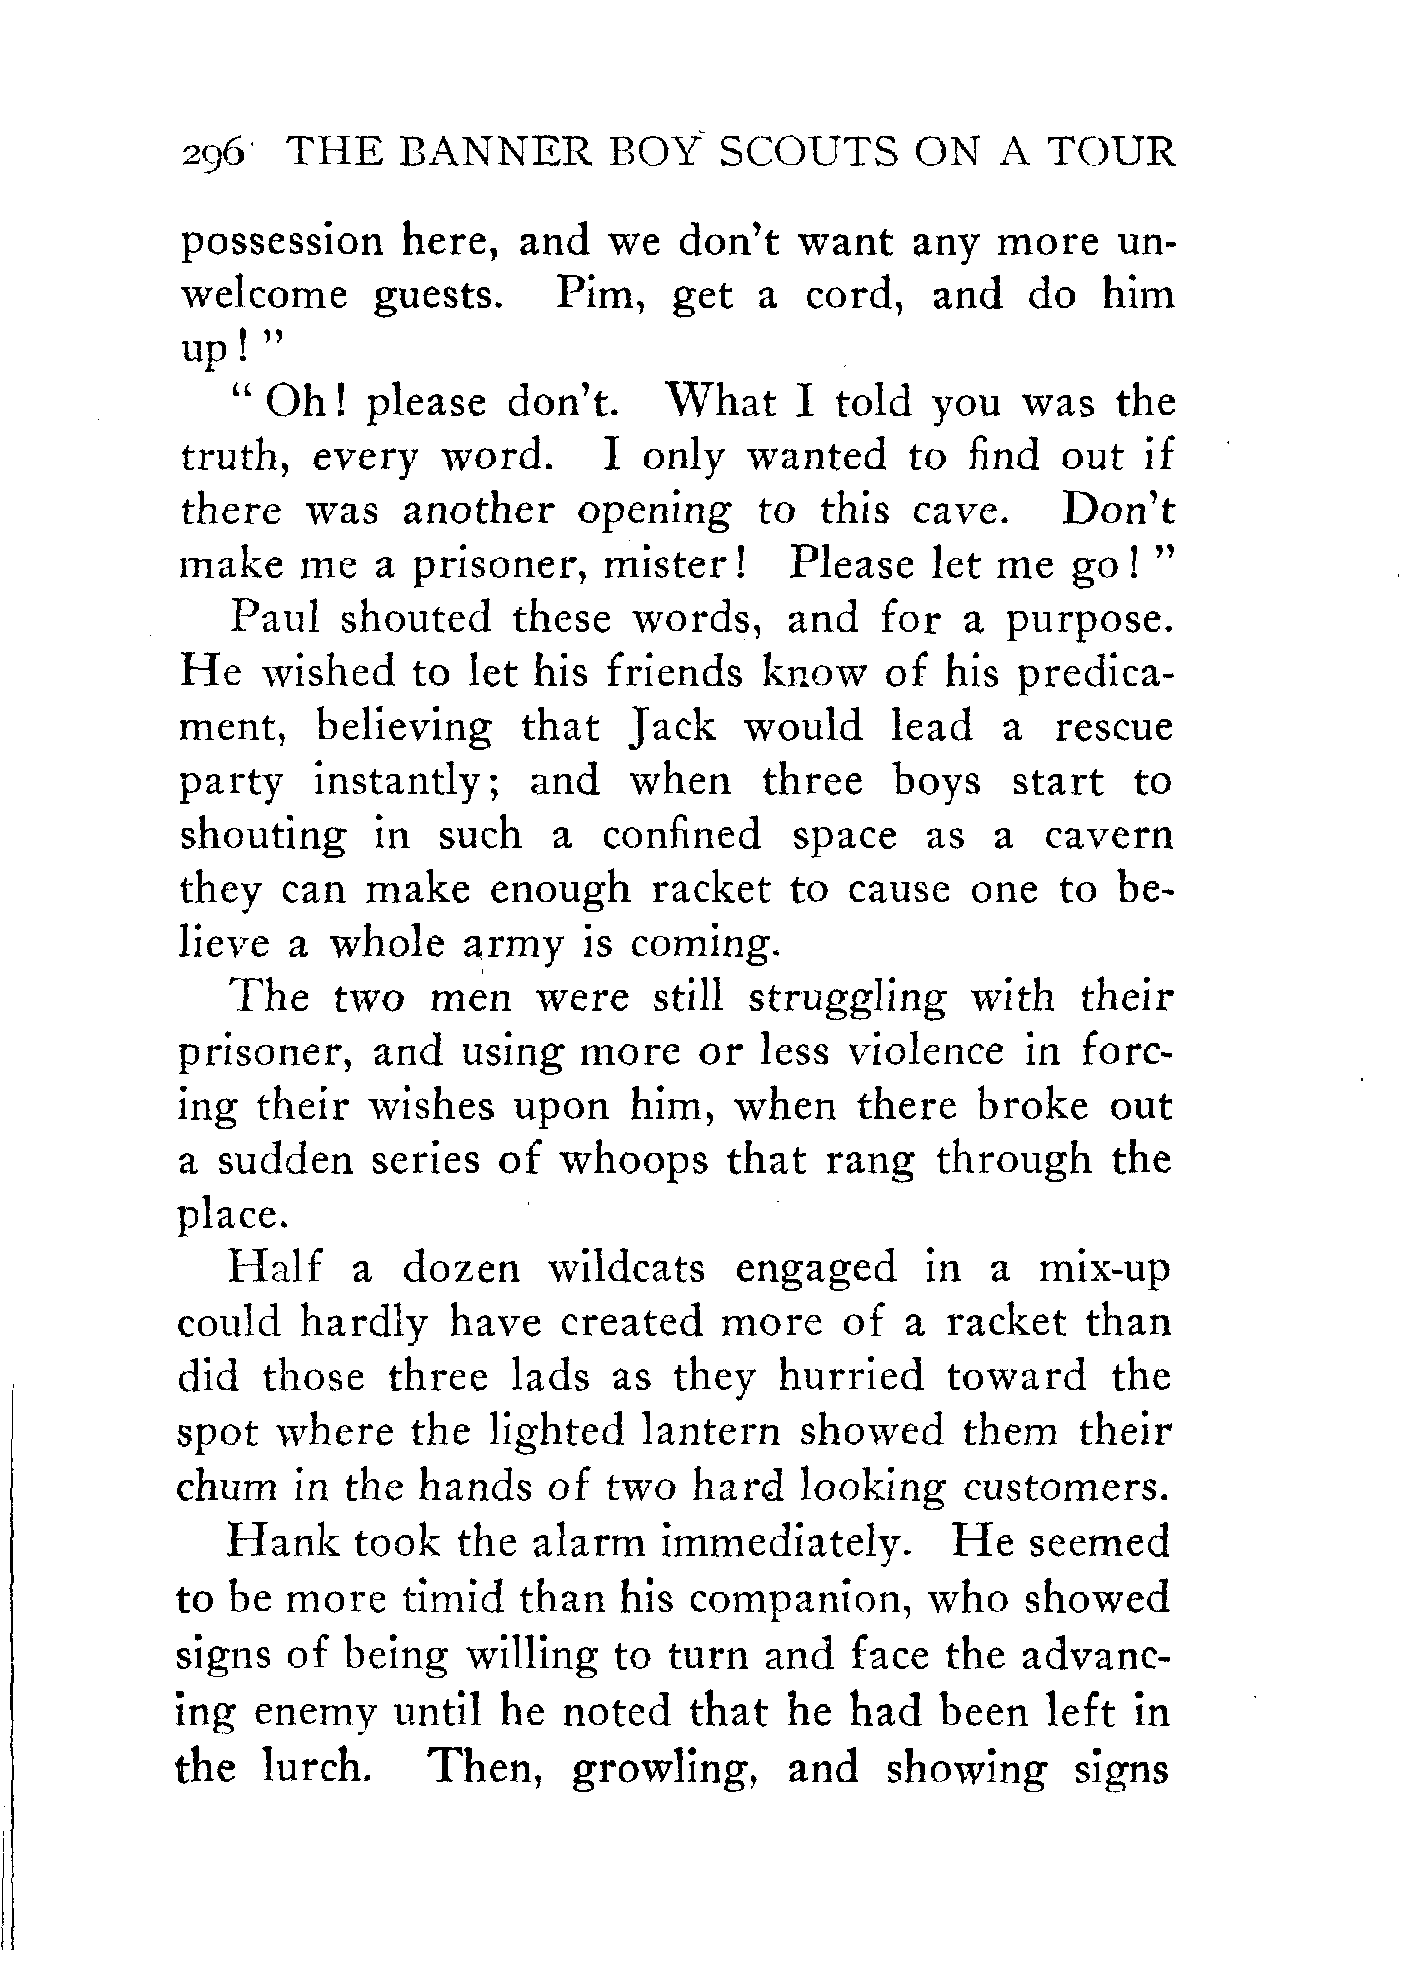 296 THE BANNER BOY SCOUTS ON A TOUR
possession here, and we don't want any more un-
welcome guests. Pim, get a cord, and do him
up! "
" Oh! please don't. What I told you was the
truth, every word. I only wanted to find out if
there was another opening to this cave. Don't
make me a prisoner, mister! Please let me go! "
Paul shouted these words, and for a purpose.
He wished to let his friends know of his predica-
ment, believing that Jack would lead a rescue
party instantly; and when three boys start to
shouting in such a confined space as a cavern
they can make enough racket to cause one to be-
lieve a whole army is coming.
The two men were still struggling with their
prisoner, and using more or less violence in forc-
ing their wishes upon him, when there broke out
a sudden series of whoops that rang through the
place.
Half a dozen wildcats engaged in a mix-up
could hardly have created more of a racket than
did those three lads as they hurried toward the
spot where the lighted lantern showed them their
chum in the hands of two hard looking customers.
Hank took the alarm immediately. He seemed
to be more timid than his companion, who showed
signs of being willing to turn and face the advanc-
ing enemy until he noted that he had been left in
the lurch. Then, growling, and showing signs